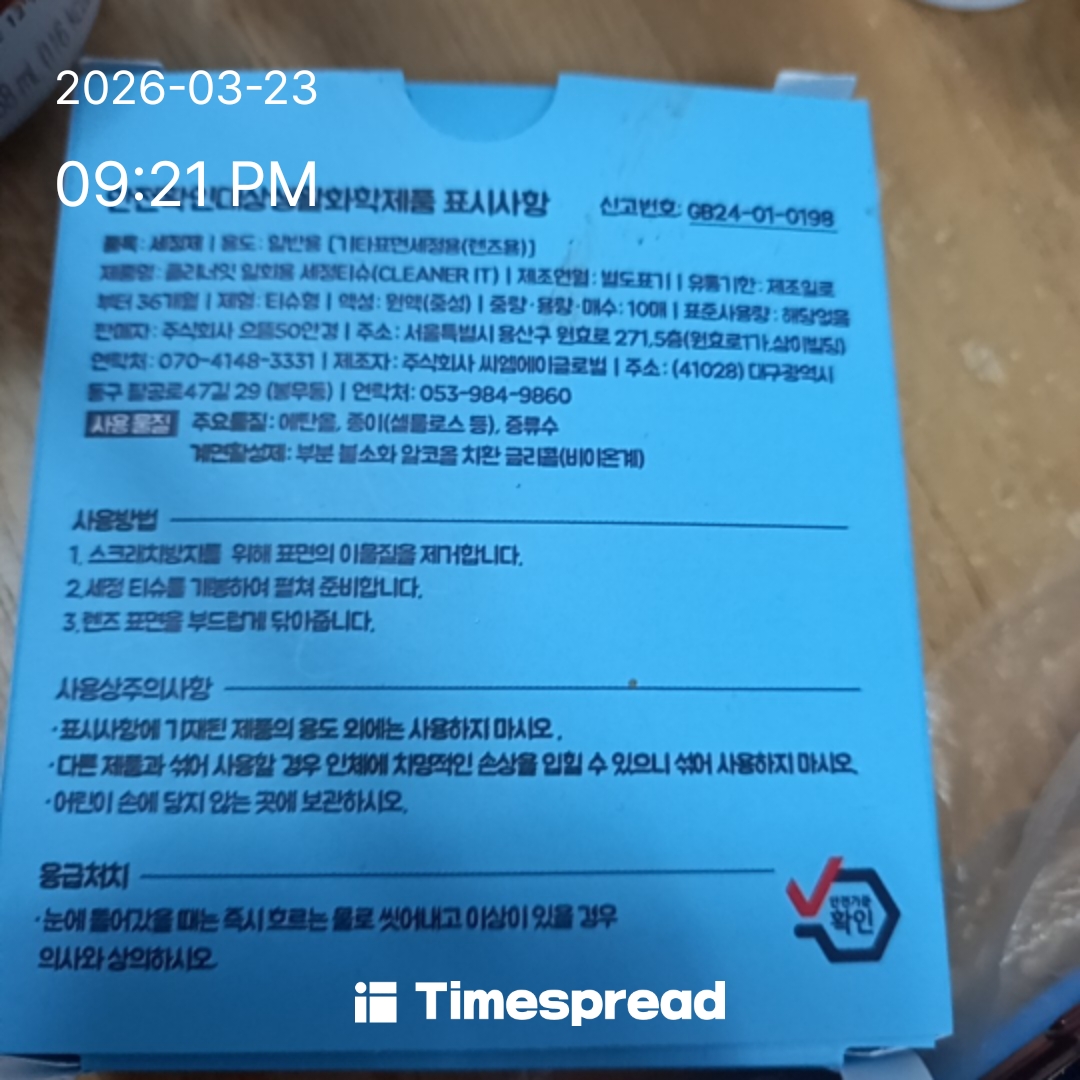 38 ml (016 kcal
2026-03-23
09:21 PM
화학제품 표시사항 신고번호: GB24-01-0198
품목: 세정제 | 용도: 일반용 [기타표면세정용(렌즈용)]
제품명: 클리너잇 일회용 세정티슈(CLEANER IT) | 제조연월: 별도표기 | 유통기한: 제조일로
부터 36개월 | 제형: 티슈형 | 액성: 원액(중성) | 중량·용량·매수: 10매 | 표준사용량: 해당없음
판매자: 주식회사 으뜸50안경 | 주소: 서울특별시 용산구 원효로 271, 5층(원효로1가, 삼이빌딩)
연락처: 070-4148-3331 | 제조자: 주식회사 씨엠에이글로벌 | 주소: (41028) 대구광역시
동구 팔공로47길 29 (봉무동) | 연락처: 053-984-9860
사용물질 주요물질: 에탄올, 종이(셀룰로스 등), 증류수
계면활성제: 부분 불소화 알코올 치환 글리콜(비이온계)
사용방법
1. 스크래치방지를 위해 표면의 이물질을 제거합니다.
2. 세정 티슈를 개봉하여 펼쳐 준비합니다.
3. 렌즈 표면을 부드럽게 닦아줍니다.
사용상주의사항
·표시사항에 기재된 제품의 용도 외에는 사용하지 마시오.
·다른 제품과 섞어 사용할 경우 인체에 치명적인 손상을 입힐 수 있으니 섞어 사용하지 마시오.
·어린이 손에 닿지 않는 곳에 보관하시오.
응급처치
·눈에 들어갔을 때는 즉시 흐르는 물로 씻어내고 이상이 있을 경우
의사와 상의하시오.
안전기준
확인
Timespread